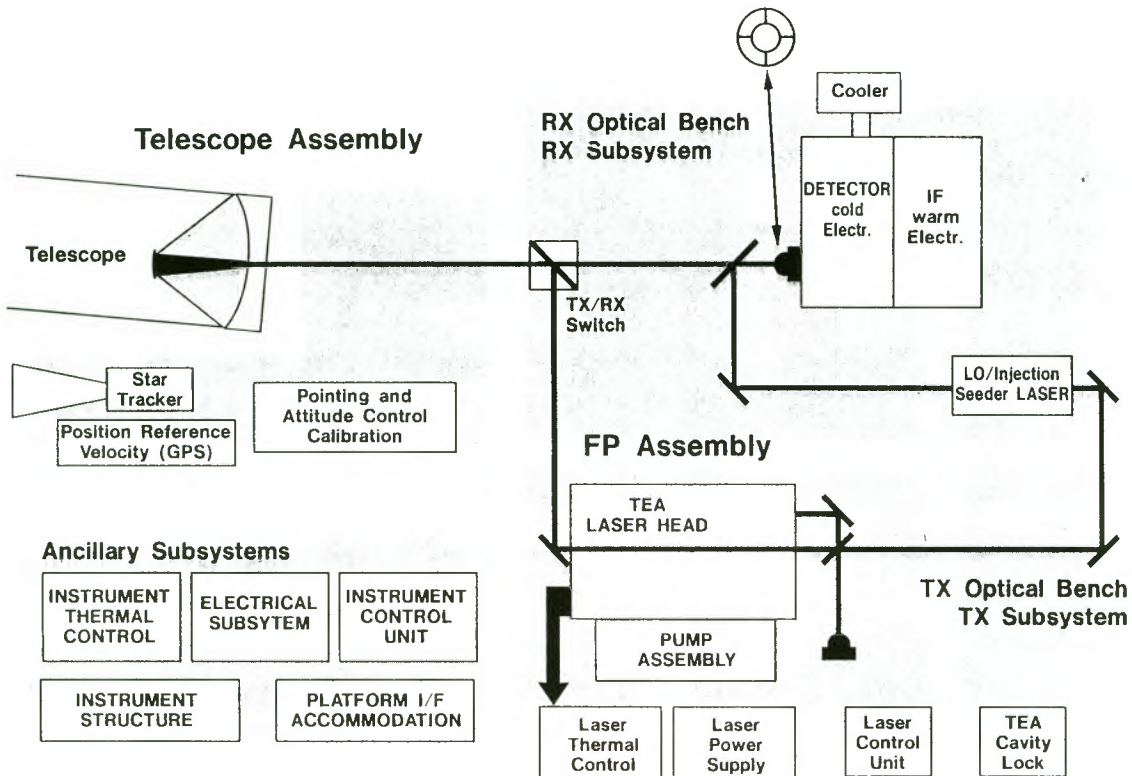 Cooler
RX Optical Bench
RX Subsystem
Telescope Assembly
DETECTOR
cold
Electr.
IF
warm
Electr.
Telescope
TX/RX
Switch
Star
Tracker
Position Reference
Velocity (GPS)
Pointing and
Attitude Control
Calibration
LO/Injection
Seeder LASER
FP Assembly
TEA
LASER HEAD
Ancillary Subsystems
INSTRUMENT
THERMAL
CONTROL
ELECTRICAL
SUBSYTEM
INSTRUMENT
CONTROL
UNIT
TX Optical Bench
TX Subsystem
PUMP
ASSEMBLY
INSTRUMENT
STRUCTURE
PLATFORM I/F
ACCOMMODATION
Laser
Thermal
Control
Laser
Power
Supply
Laser
Control
Unit
TEA
Cavity
Lock